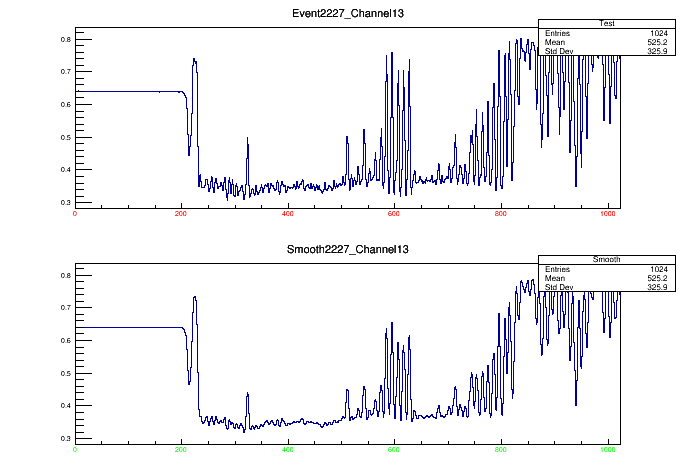 Event2227_Channel13
Test
Entries 1024
Mean 525.2
Std Dev 325.9
0.8
0.7
0.6
0.5
0.4
0.3
0 200 400 600 800 1000
Smooth2227_Channel13
Smooth
Entries 1024
Mean 525.2
Std Dev 325.9
0.8
0.7
0.6
0.5
0.4
0.3
0 200 400 600 800 1000